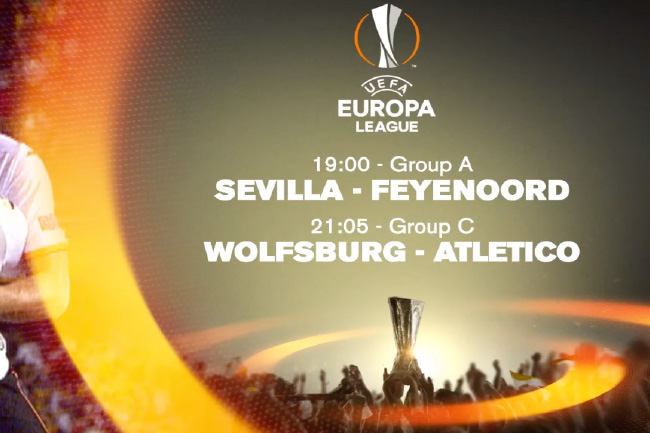 UEFA
EUROPA
LEAGUE
19:00 - Group A
SEVILLA - FEYENOORD
21:05 - Group C
WOLFSBURG - ATLETICO